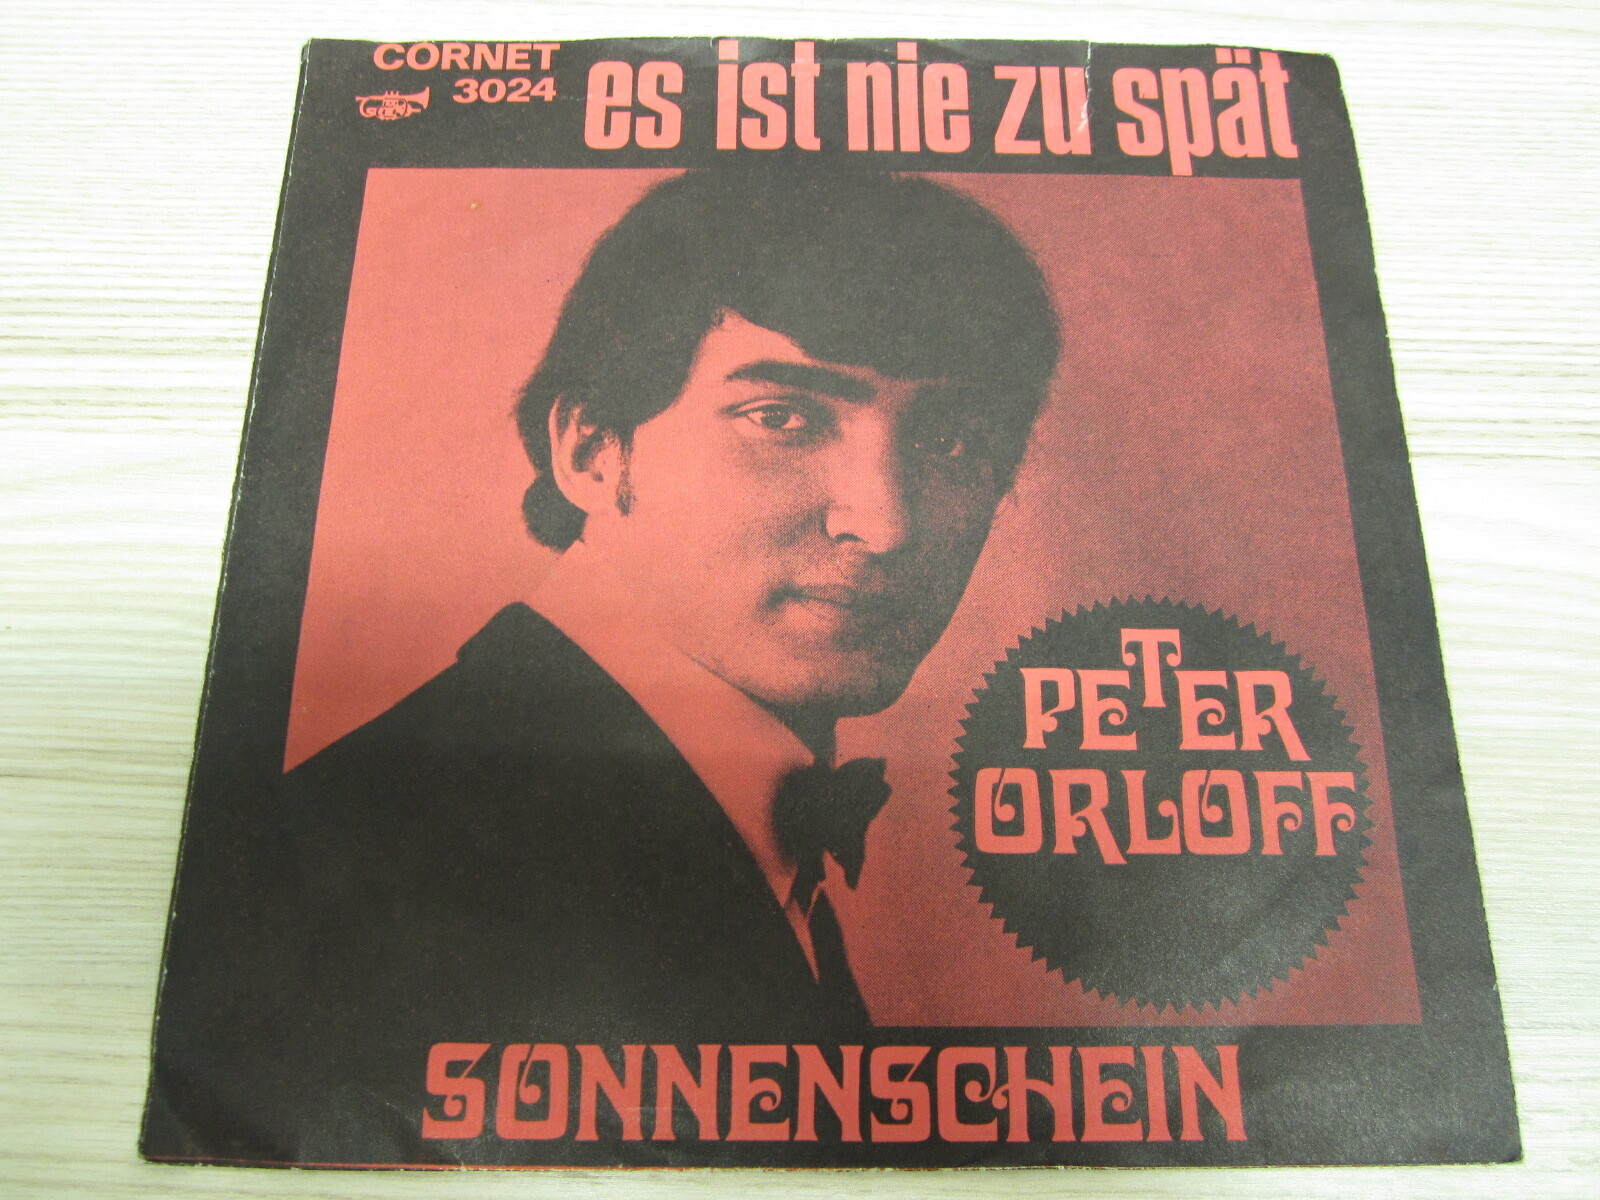 CORNET
3024
es ist nie zu spät
PETER
ORLOFF
SONNENSCHEIN